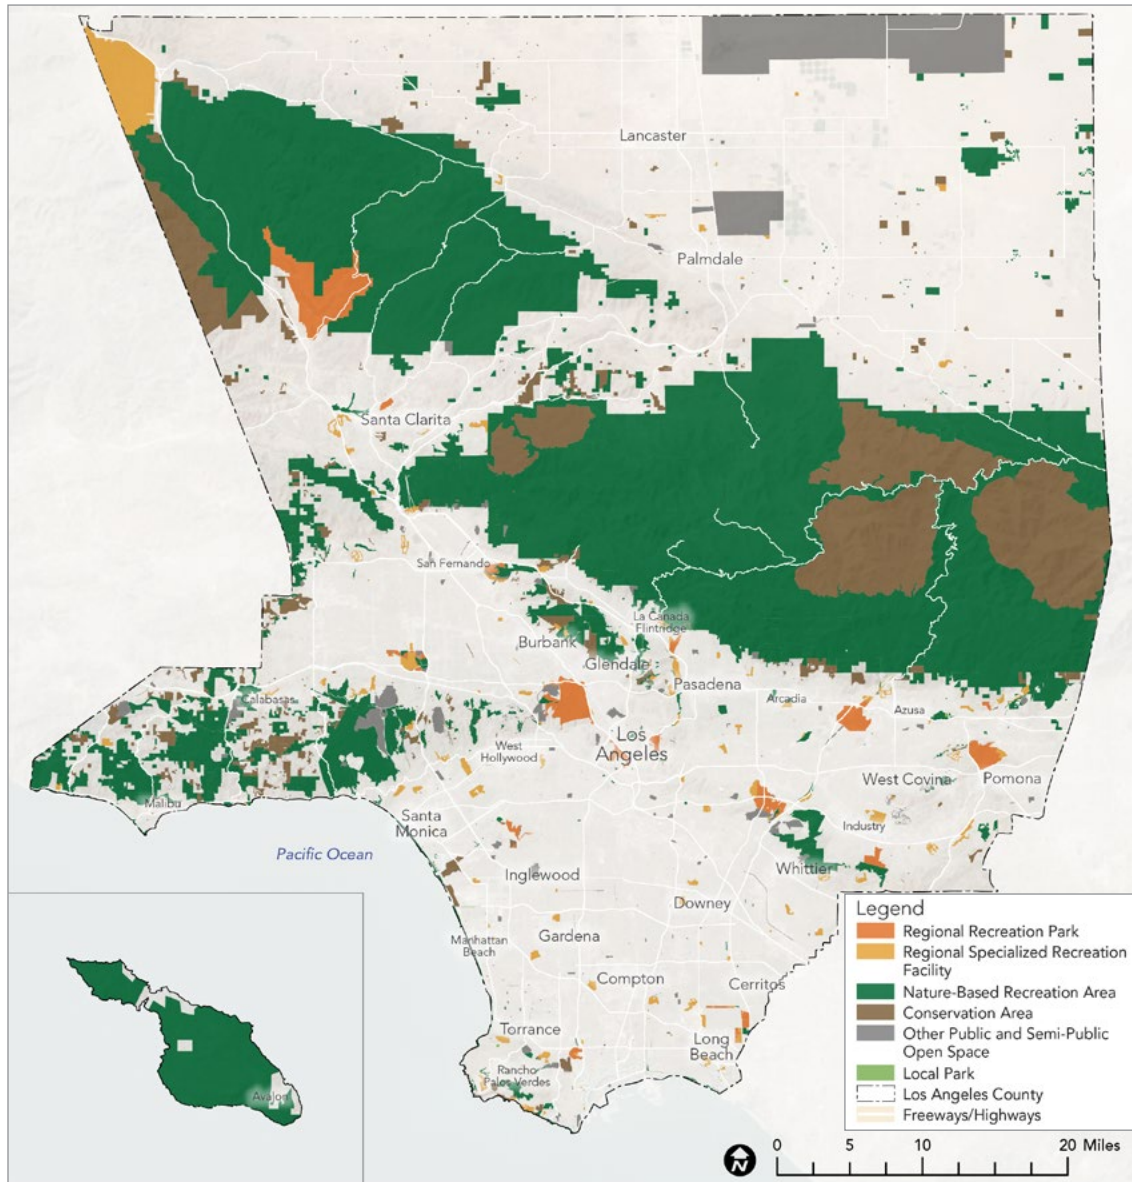 Lancaster
Palmdale
Santa Clarita
San Fernando
La Cañada
Flintridge
Burbank
Glendale
Pasadena
Arcadia
Azusa
Calabasas
West
Hollywood
Los
Angeles
West Covina
Pomona
Malibu
Santa
Monica
Industry
Pacific Ocean
Inglewood
Whittier
Downey
Manhattan
Beach
Gardena
Compton
Cerritos
Torrance
Long
Beach
Rancho
Palos Verdes
Avalon
Legend
Regional Recreation Park
Regional Specialized Recreation
Facility
Nature-Based Recreation Area
Conservation Area
Other Public and Semi-Public
Open Space
Local Park
Los Angeles County
Freeways/Highways
N
0 5 10 20 Miles